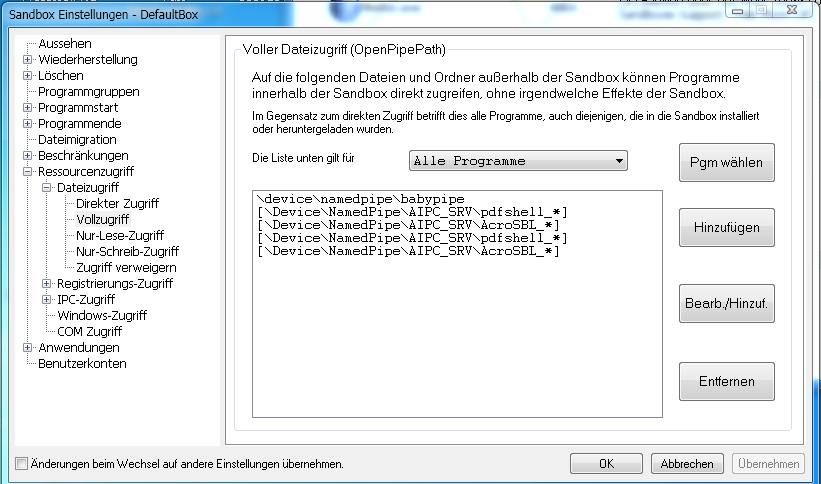 Sandbox Einstellungen - DefaultBox
Aussehen
Wiederherstellung
Löschen
Programmgruppen
Programmstart
Programmende
Dateimigration
Beschränkungen
Ressourcenzugriff
Dateizugriff
Direkter Zugriff
Vollzugriff
Nur-Lese-Zugriff
Nur-Schreib-Zugriff
Zugriff verweigern
Registrierungs-Zugriff
IPC-Zugriff
Windows-Zugriff
COM Zugriff
Anwendungen
Benutzerkonten
Voller Dateizugriff (OpenPipePath)
Auf die folgenden Dateien und Ordner außerhalb der Sandbox können Programme
innerhalb der Sandbox direkt zugreifen, ohne irgendwelche Effekte der Sandbox.
Im Gegensatz zum direkten Zugriff betrifft dies alle Programme, auch diejenigen, die in die Sandbox installiert
oder heruntergeladen wurden.
Die Liste unten gilt für
Alle Programme
Pgm wählen
\device\namedpipe\babypipe
[\Device\NamedPipe\AIPC_SRV\pdfshell_*]
[\Device\NamedPipe\AIPC_SRV\AcroSBL_*]
[\Device\NamedPipe\AIPC_SRV\pdfshell_*]
[\Device\NamedPipe\AIPC_SRV\AcroSBL_*]
Hinzufügen
Bearb./Hinzuf.
Entfernen
Änderungen beim Wechsel auf andere Einstellungen übernehmen.
OK
Abbrechen
Übernehmen